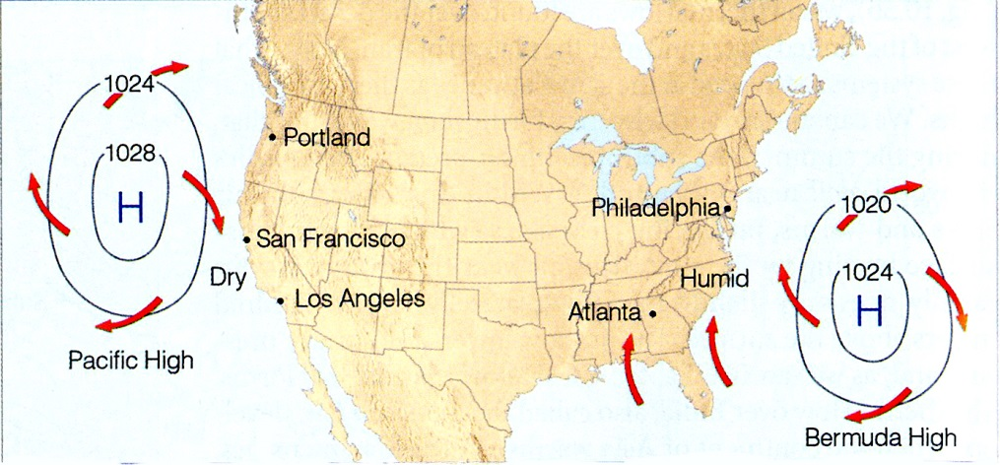 1024
1028
H
Pacific High
Portland
San Francisco
Dry
Los Angeles
Philadelphia
Humid
Atlanta
1020
1024
H
Bermuda High